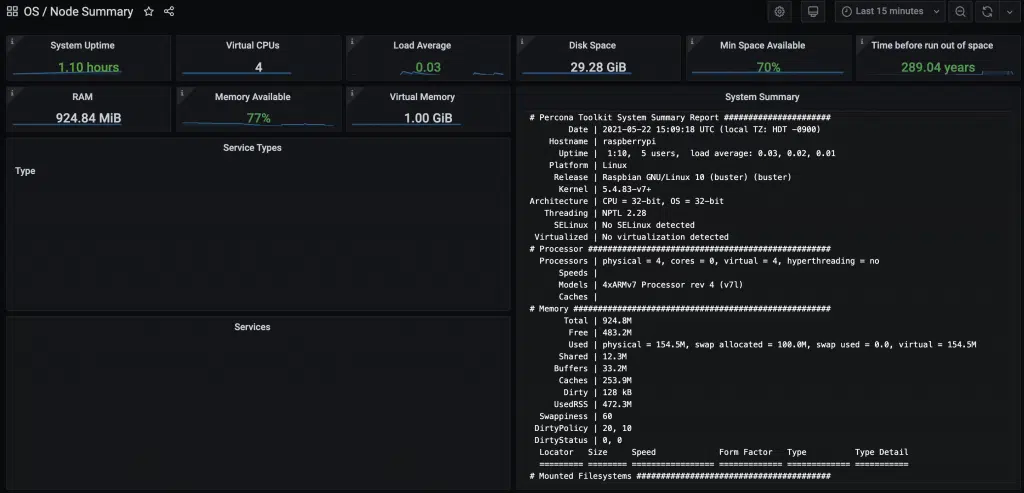 OS / Node Summary
Last 15 minutes
System Uptime
1.10 hours
Virtual CPUs
4
Load Average
0.03
Disk Space
29.28 GiB
Min Space Available
70%
Time before run out of space
289.04 years
RAM
924.84 MiB
Memory Available
77%
Virtual Memory
1.00 GiB
Service Types
Type
Services
System Summary
# Percona Toolkit System Summary Report ######################
Date | 2021-05-22 15:09:18 UTC (local TZ: HDT -0900)
Hostname | raspberrypi
Uptime | 1:10, 5 users, load average: 0.03, 0.02, 0.01
Platform | Linux
Release | Raspbian GNU/Linux 10 (buster) (buster)
Kernel | 5.4.83-v7+
Architecture | CPU = 32-bit, OS = 32-bit
Threading | NPTL 2.28
SELinux | No SELinux detected
Virtualized | No virtualization detected
# Processor ##################################################
Processors | physical = 4, cores = 0, virtual = 4, hyperthreading = no
Speeds |
Models | 4xARMv7 Processor rev 4 (v7l)
Caches |
# Memory #####################################################
Total | 924.8M
Free | 483.2M
Used | physical = 154.5M, swap allocated = 100.0M, swap used = 0.0, virtual = 154.5M
Shared | 12.3M
Buffers | 33.2M
Caches | 253.9M
Dirty | 128 kB
UsedRSS | 472.3M
Swappiness | 60
DirtyPolicy | 20, 10
DirtyStatus | 0, 0
Locator Size Speed Form Factor Type Type Detail
========= ======== ================= ============= ============= ===========
# Mounted Filesystems ########################################